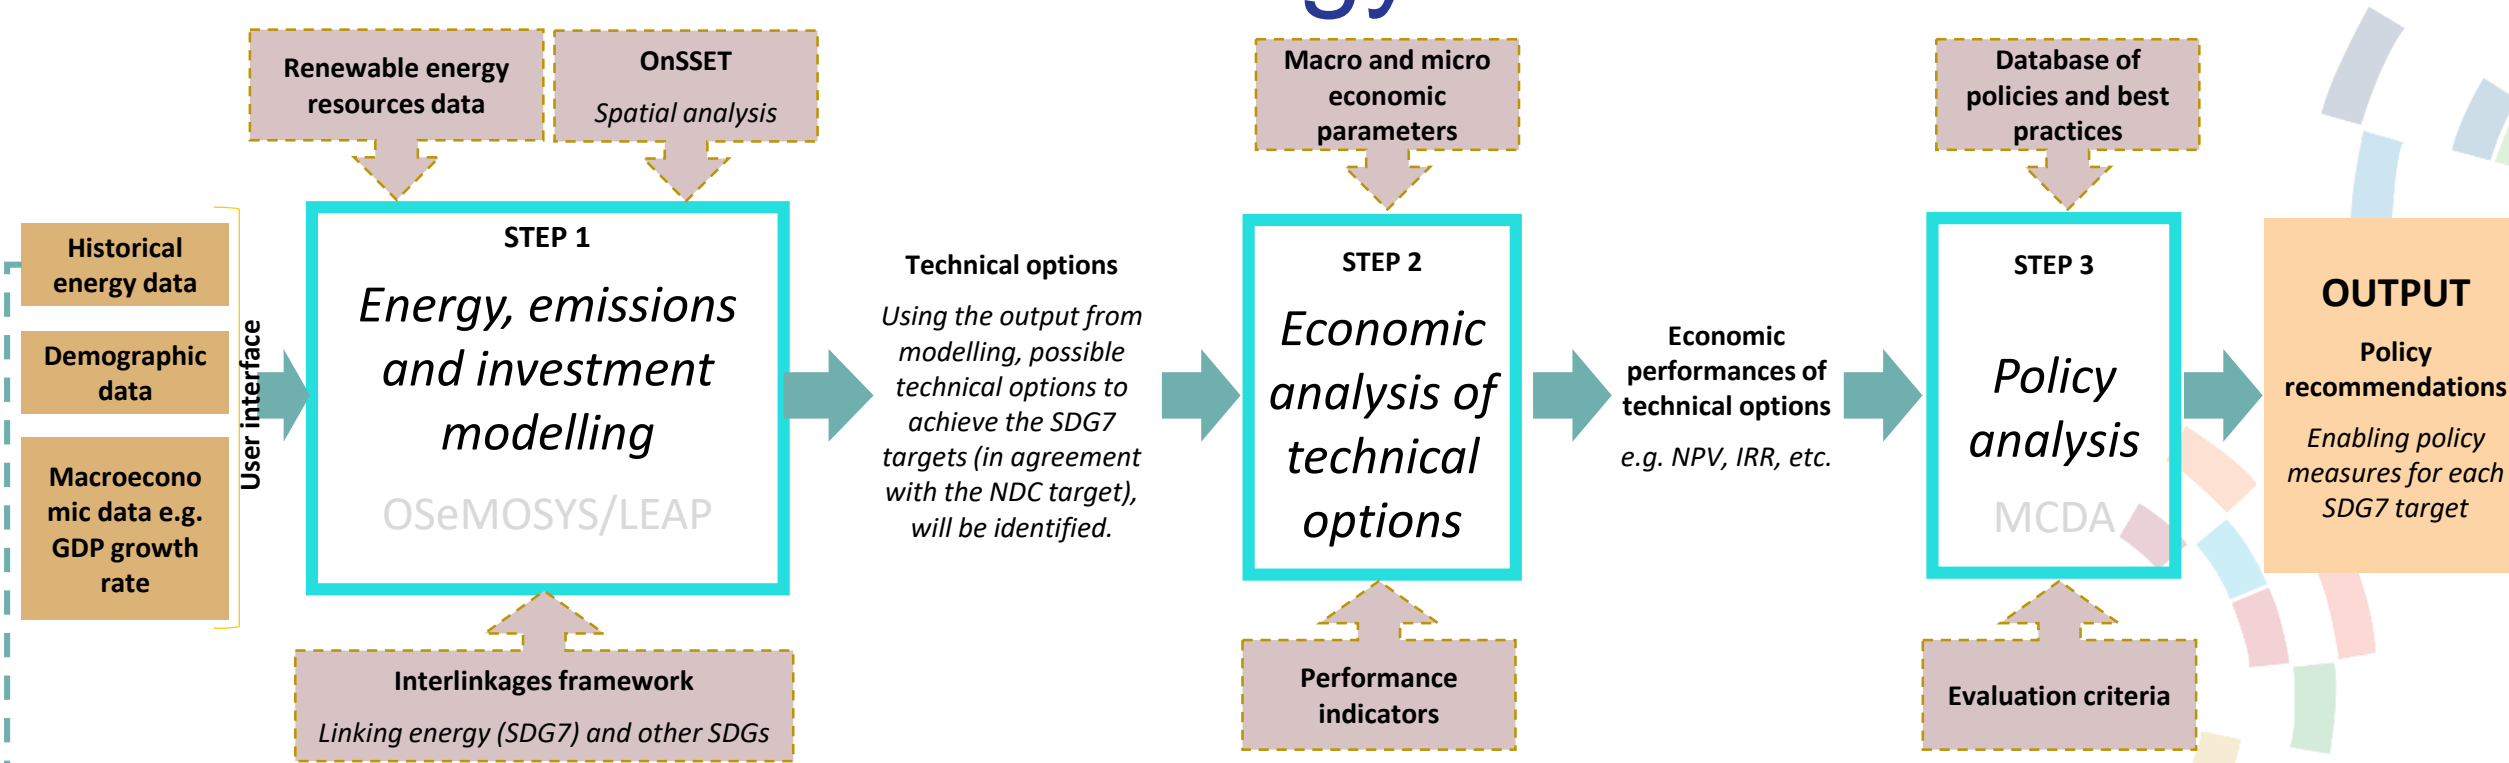 gy
Renewable energy
resources data
OnSSET
Spatial analysis
Macro and micro
economic
parameters
Database of
policies and best
practices
Historical
energy data
Demographic
data
Macroecono
mic data e.g.
GDP growth
rate
User interface
STEP 1
Energy, emissions
and investment
modelling
OSeMOSYS/LEAP
Technical options
Using the output from
modelling, possible
technical options to
achieve the SDG7
targets (in agreement
with the NDC target),
will be identified.
STEP 2
Economic
analysis of
technical
options
Economic
performances of
technical options
e.g. NPV, IRR, etc.
STEP 3
Policy
analysis
MCDA
OUTPUT
Policy
recommendations
Enabling policy
measures for each
SDG7 target
Interlinkages framework
Linking energy (SDG7) and other SDGs
Performance
indicators
Evaluation criteria